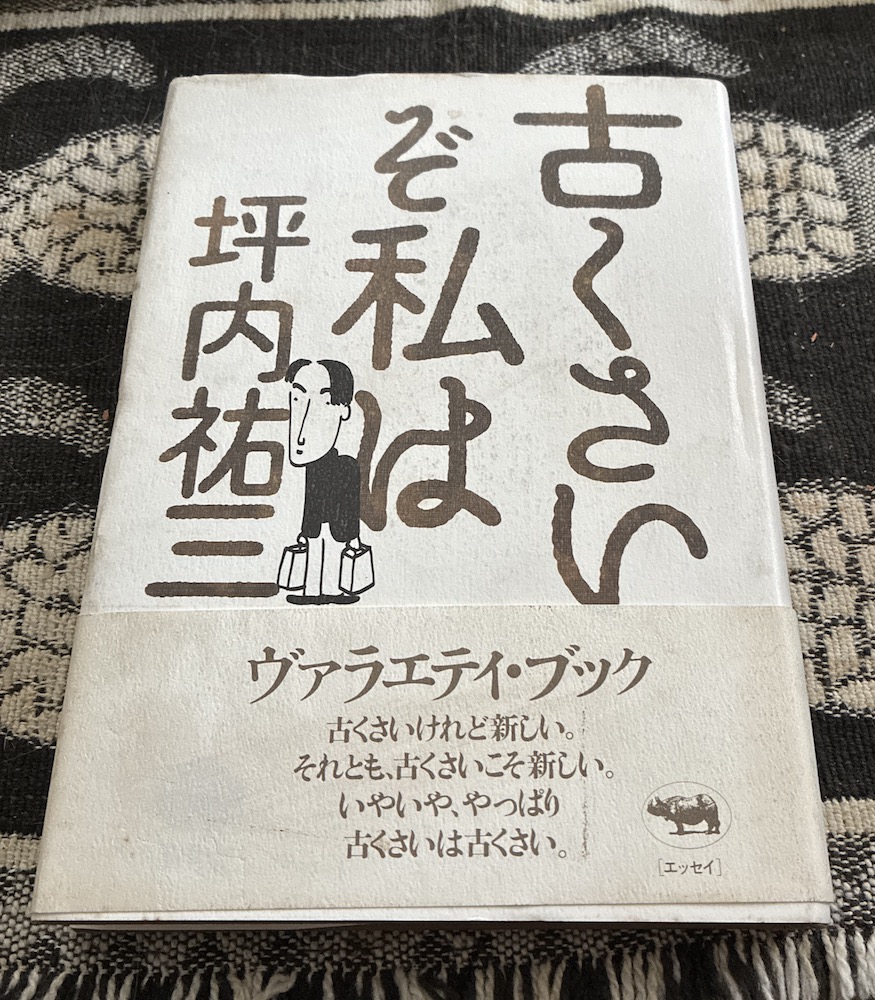 古くさい
ぞ私は
坪内祐三
ヴァラエティ・ブック
古くさいけれど新しい。
それとも、古くさいこそ新しい。
いやいや、やっぱり
古くさいは古くさい。
［エッセイ］